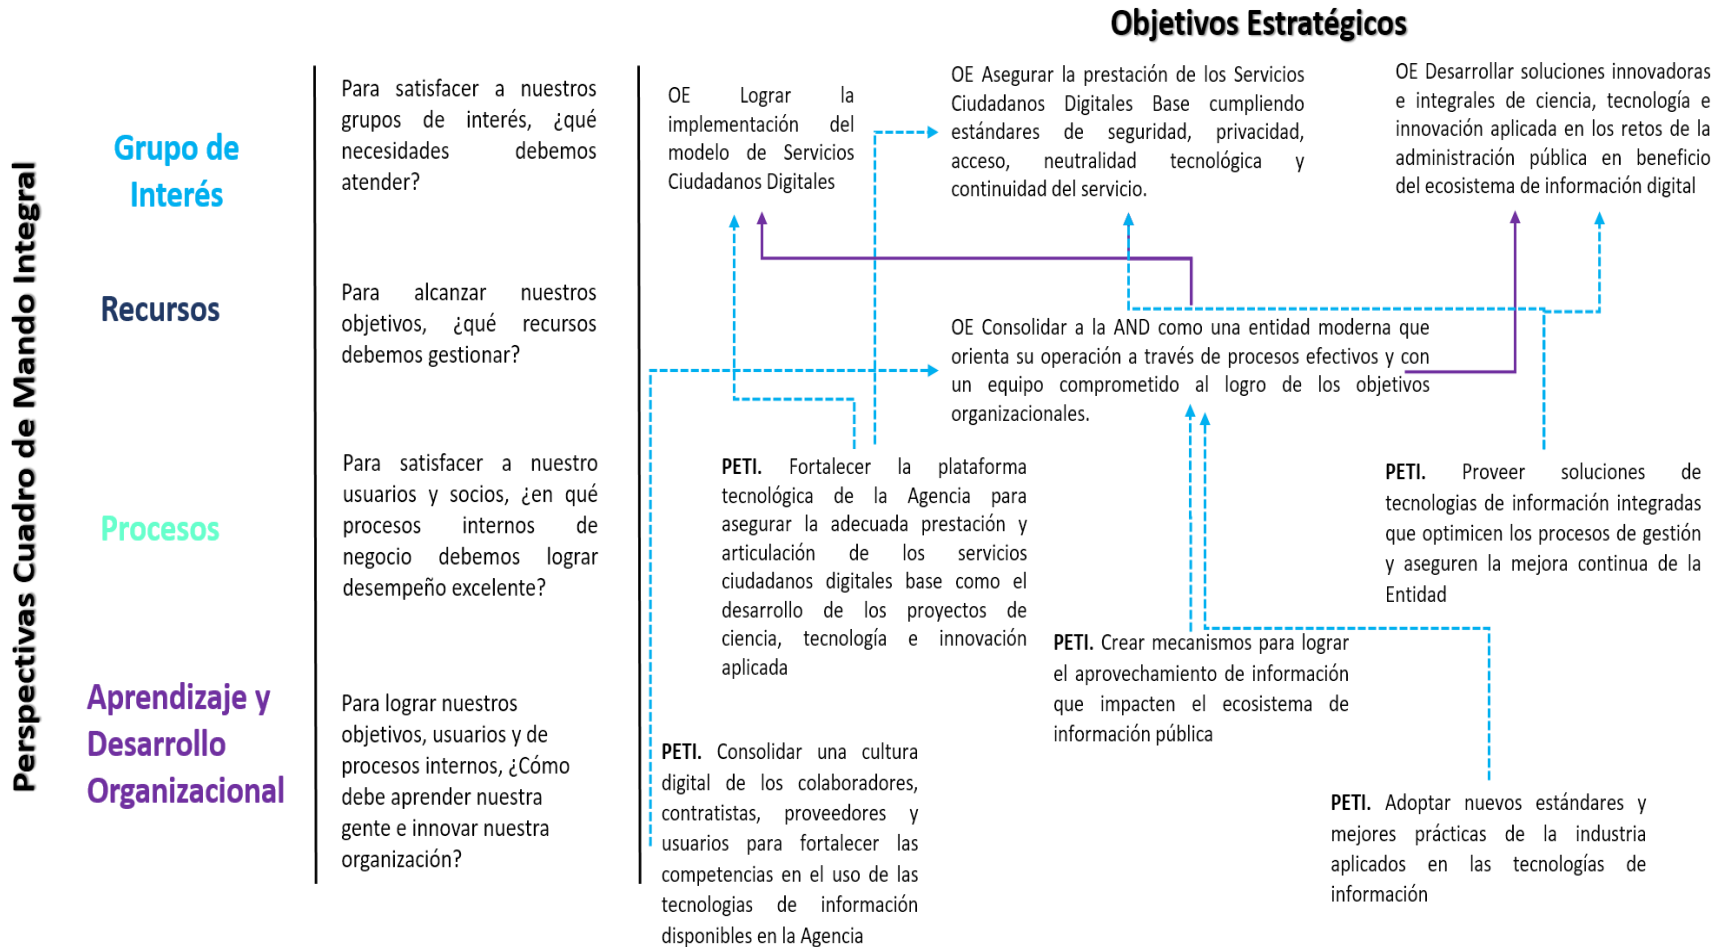 Objetivos Estratégicos
Perspectivas Cuadro de Mando Integral
Grupo de
Interés
Para satisfacer a nuestros
grupos de interés, ¿qué
necesidades debemos
atender?
OE Lograr la
implementación del
modelo de Servicios
Ciudadanos Digitales
OE Asegurar la prestación de los Servicios
Ciudadanos Digitales Base cumpliendo
estándares de seguridad, privacidad,
acceso, neutralidad tecnológica y
continuidad del servicio.
OE Desarrollar soluciones innovadoras
e integrales de ciencia, tecnología e
innovación aplicada en los retos de la
administración pública en beneficio
del ecosistema de información digital
Recursos
Para alcanzar nuestros
objetivos, ¿qué recursos
debemos gestionar?
OE Consolidar a la AND como una entidad moderna que
orienta su operación a través de procesos efectivos y con
un equipo comprometido al logro de los objetivos
organizacionales.
Procesos
Para satisfacer a nuestro
usuarios y socios, ¿en qué
procesos internos de
negocio debemos lograr
desempeño excelente?
PETI. Fortalecer la plataforma
tecnológica de la Agencia para
asegurar la adecuada prestación y
articulación de los servicios
ciudadanos digitales base como el
desarrollo de los proyectos de
ciencia, tecnología e innovación
aplicada
PETI. Proveer soluciones de
tecnologias de información integradas
que optimicen los procesos de gestión
y aseguren la mejora continua de la
Entidad
PETI. Crear mecanismos para lograr
el aprovechamiento de información
que impacten el ecosistema de
información pública
Aprendizaje y
Desarrollo
Organizacional
Para lograr nuestros
objetivos, usuarios y de
procesos internos, ¿Cómo
debe aprender nuestra
gente e innovar nuestra
organización?
PETI. Consolidar una cultura
digital de los colaboradores,
contratistas, proveedores y
usuarios para fortalecer las
competencias en el uso de las
tecnologias de información
disponibles en la Agencia
PETI. Adoptar nuevos estándares y
mejores prácticas de la industria
aplicados en las tecnologías de
información